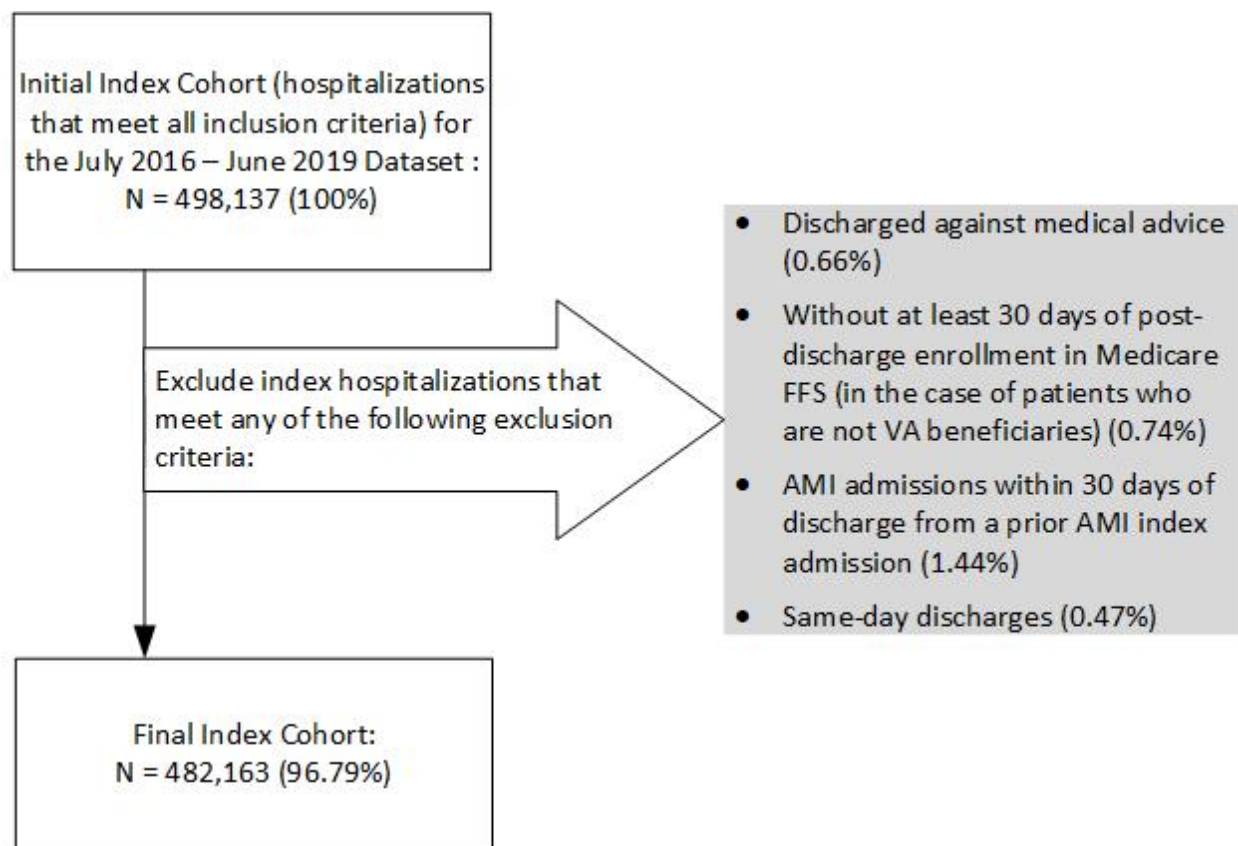 Initial Index Cohort (hospitalizations
that meet all inclusion criteria) for
the July 2016 – June 2019 Dataset :
N = 498,137 (100%)
Exclude index hospitalizations that
meet any of the following exclusion
criteria:
• Discharged against medical advice
(0.66%)
• Without at least 30 days of post-
discharge enrollment in Medicare
FFS (in the case of patients who
are not VA beneficiaries) (0.74%)
• AMI admissions within 30 days of
discharge from a prior AMI index
admission (1.44%)
• Same-day discharges (0.47%)
Final Index Cohort:
N = 482,163 (96.79%)